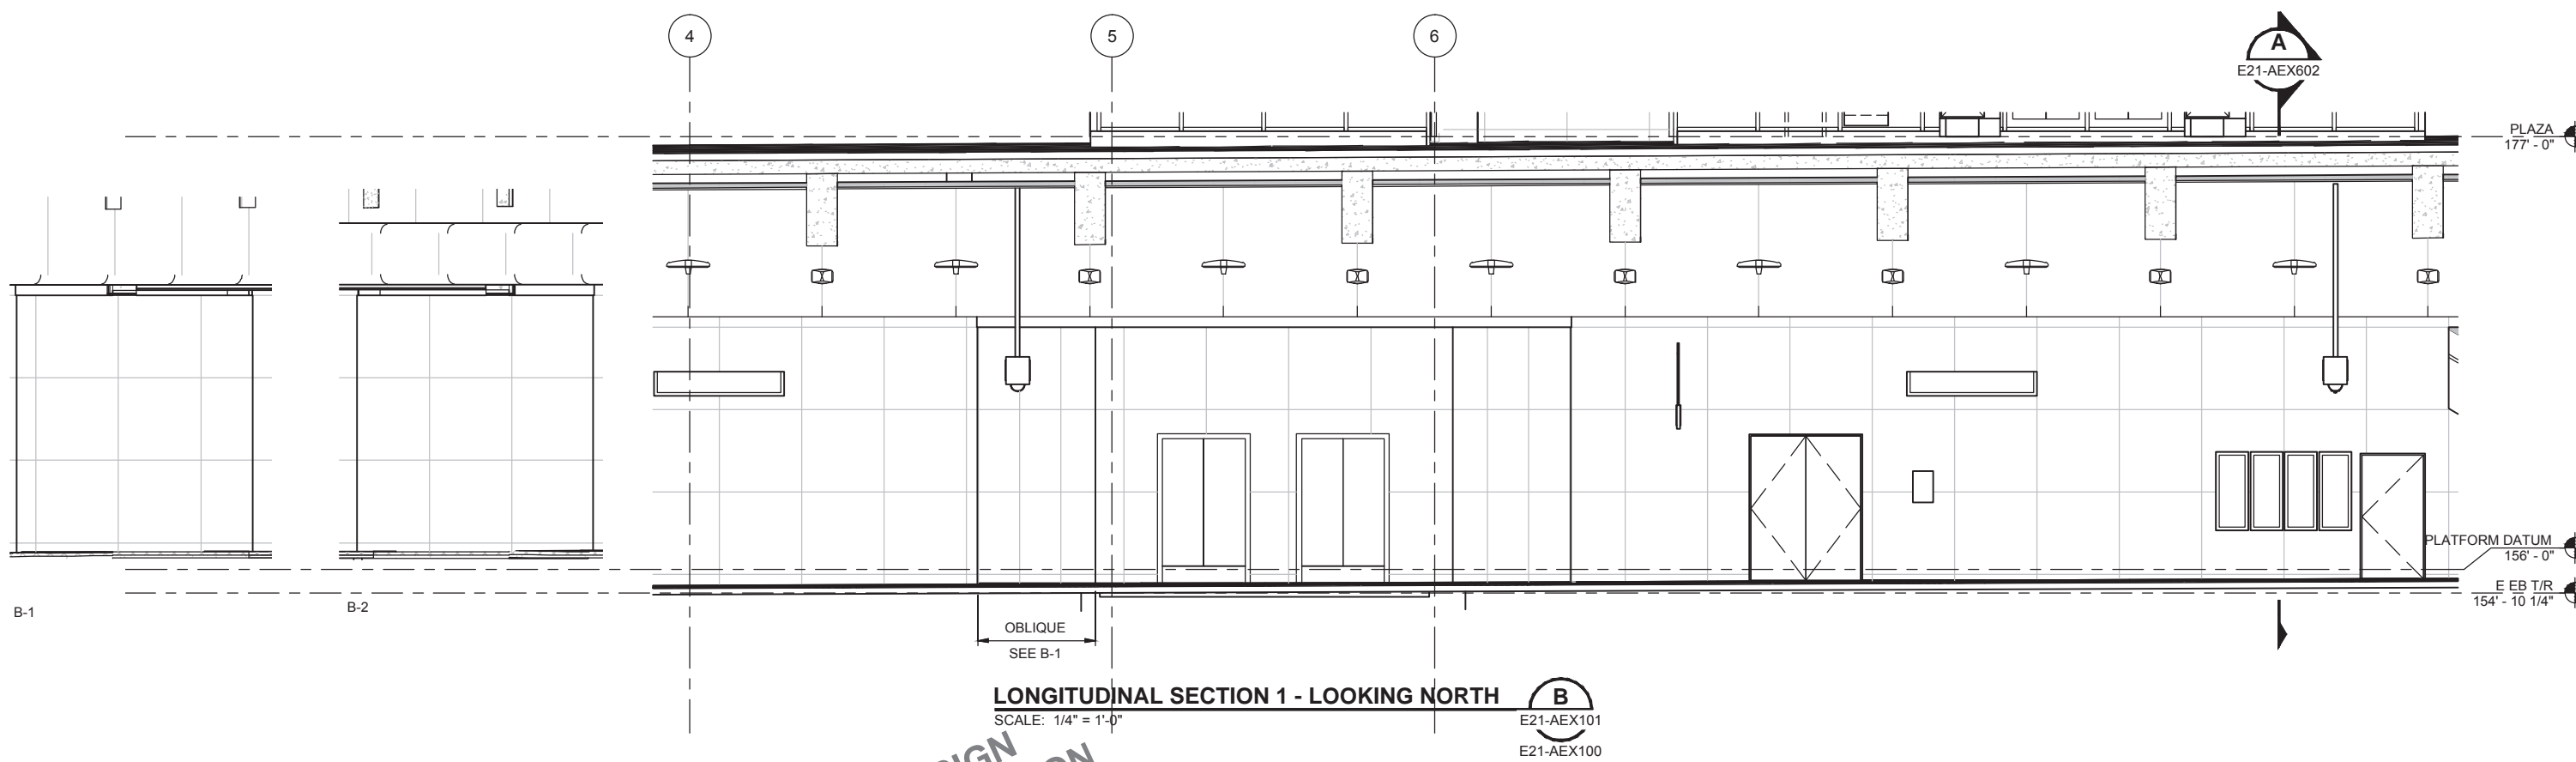 4
5
6
A
E21-AEX602
PLAZA
177' - 0"
PLATFORM DATUM
156' - 0"
E EB T/R
154' - 10 1/4"
B-1
B-2
OBLIQUE
SEE B-1
LONGITUDINAL SECTION 1 - LOOKING NORTH
SCALE: 1/4" = 1'-0"
B
E21-AEX101
E21-AEX100